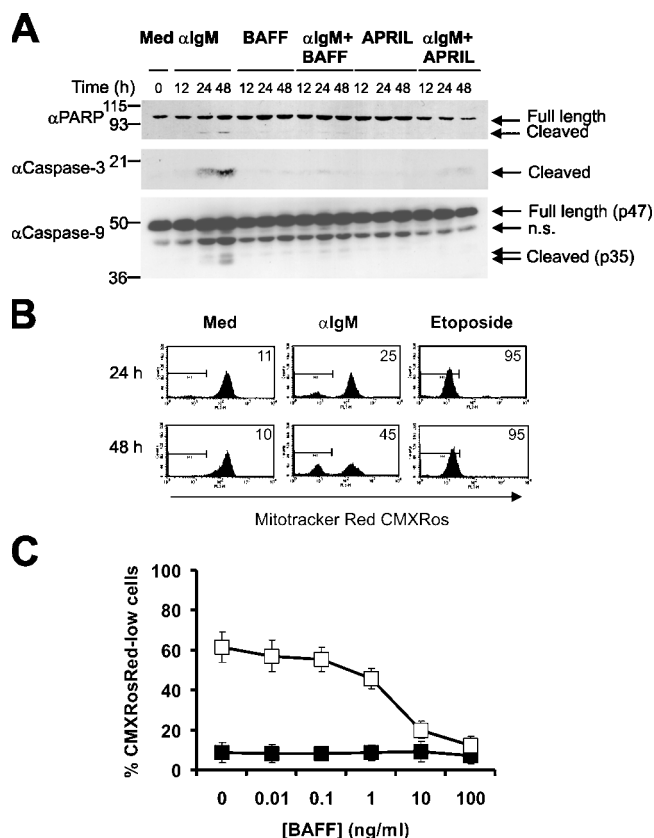 A
Med αIgM BAFF αIgM+ BAFF APRIL αIgM+ APRIL
Time (h) 0 12 24 48 12 24 48 12 24 48 12 24 48 12 24 48
αPARP
115
93
Full length
Cleaved
αCaspase-3
21
Cleaved
αCaspase-9
50
36
Full length (p47)
n.s.
Cleaved (p35)
B
Med αIgM Etoposide
24 h 11 25 95
48 h 10 45 95
Mitotracker Red CMXRos
C
% CMXRosRed-low cells
100
80
60
40
20
0
0 0.01 0.1 1 10 100
[BAFF] (ng/ml)